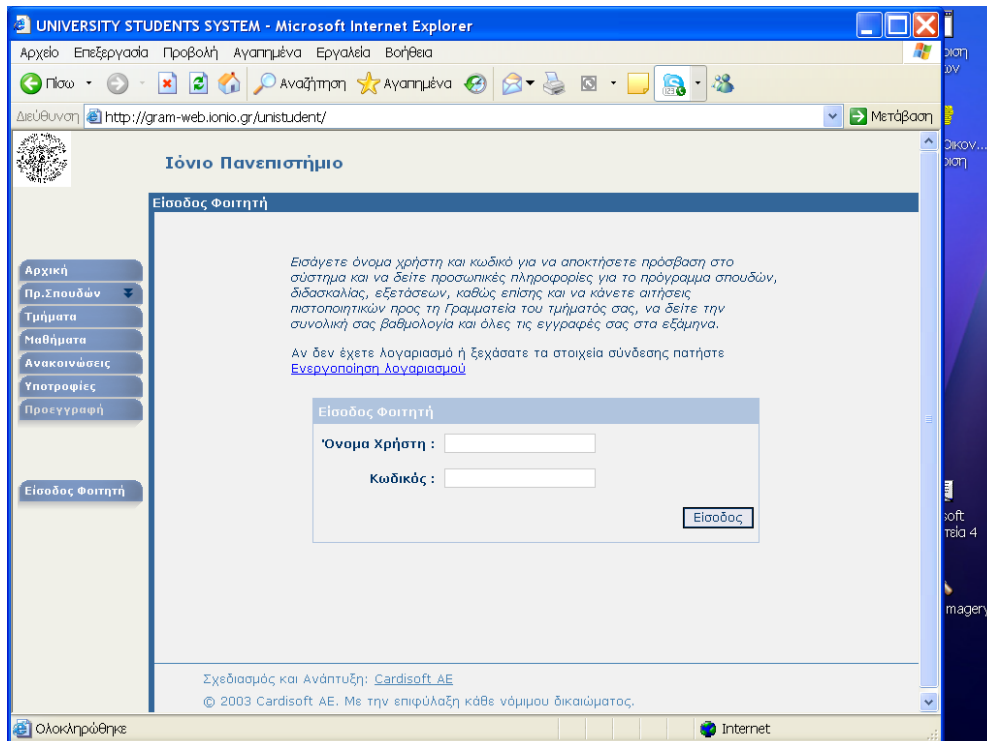 UNIVERSITY STUDENTS SYSTEM - Microsoft Internet Explorer
Αρχείο Επεξεργασία Προβολή Αγαπημένα Εργαλεία Βοήθεια
Πίσω Αναζήτηση Αγαπημένα
Διεύθυνση http://gram-web.ionio.gr/unistudent/ Μετάβαση
Ιόνιο Πανεπιστήμιο
Είσοδος Φοιτητή
Αρχική
Πρ.Σπουδών
Τμήματα
Μαθήματα
Ανακοινώσεις
Υποτροφίες
Προεγγραφή
Είσοδος Φοιτητή
Εισάγετε όνομα χρήστη και κωδικό για να αποκτήσετε πρόσβαση στο
σύστημα και να δείτε προσωπικές πληροφορίες για το πρόγραμμα σπουδών,
διδασκαλίας, εξετάσεων, καθώς επίσης και να κάνετε αιτήσεις
πιστοποιητικών προς τη Γραμματεία του τμήματός σας, να δείτε την
συνολική σας βαθμολογία και όλες τις εγγραφές σας στα εξάμηνα.
Αν δεν έχετε λογαριασμό ή ξεχάσατε τα στοιχεία σύνδεσης πατήστε
Ενεργοποίηση λογαριασμού
Είσοδος Φοιτητή
Όνομα Χρήστη :
Κωδικός :
Είσοδος
Σχεδιασμός και Ανάπτυξη: Cardisoft AE
© 2003 Cardisoft AE. Με την επιφύλαξη κάθε νόμιμου δικαιώματος.
Ολοκληρώθηκε Internet